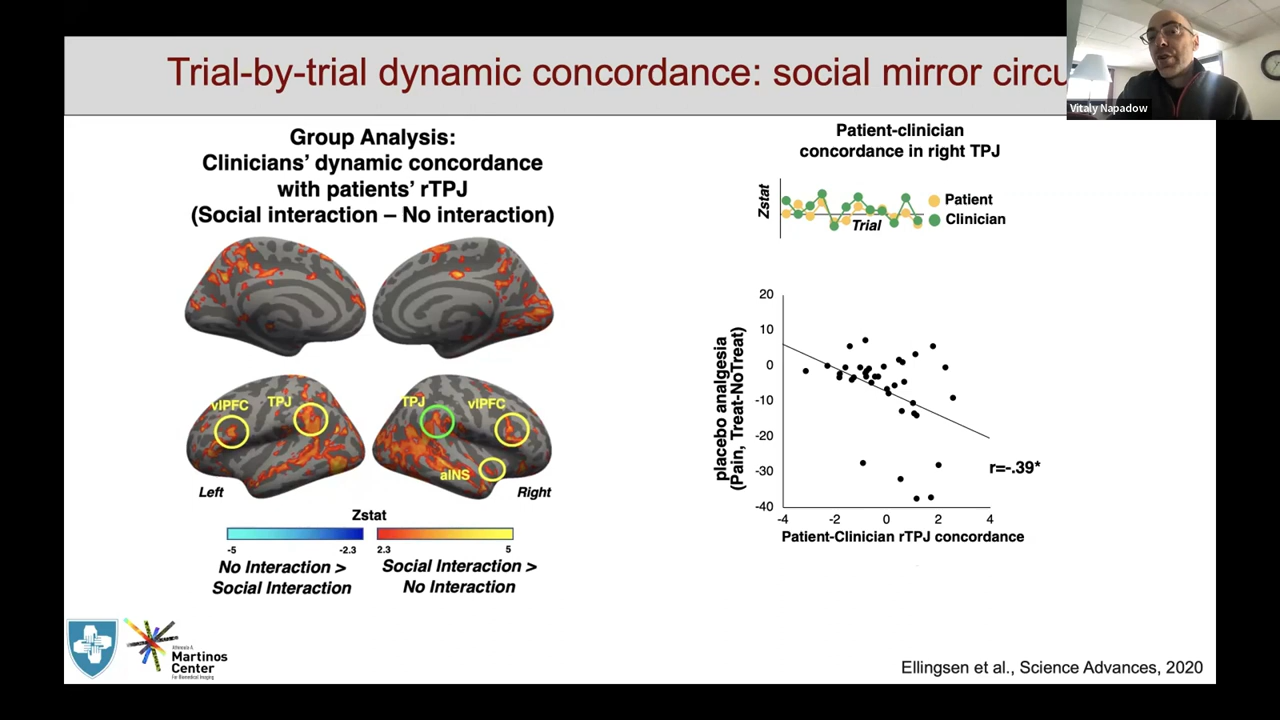 Trial-by-trial dynamic concordance: social mirror circu
Vitaly Napadow
Group Analysis:
Clinicians' dynamic concordance
with patients' rTPJ
(Social interaction – No interaction)
vlPFC
TPJ
TPJ
vlPFC
aINS
Left
Right
Zstat
-5
-2.3
2.3
5
No Interaction >
Social Interaction
Social Interaction >
No Interaction
Patient-clinician
concordance in right TPJ
Zstat
Trial
Patient
Clinician
placebo analgesia
(Pain, Treat-NoTreat)
20
10
0
-10
-20
-30
-40
r=-.39*
-4
-2
0
2
4
Patient-Clinician rTPJ concordance
Athinoula A.
Martinos
Center
For Biomedical Imaging
Ellingsen et al., Science Advances, 2020